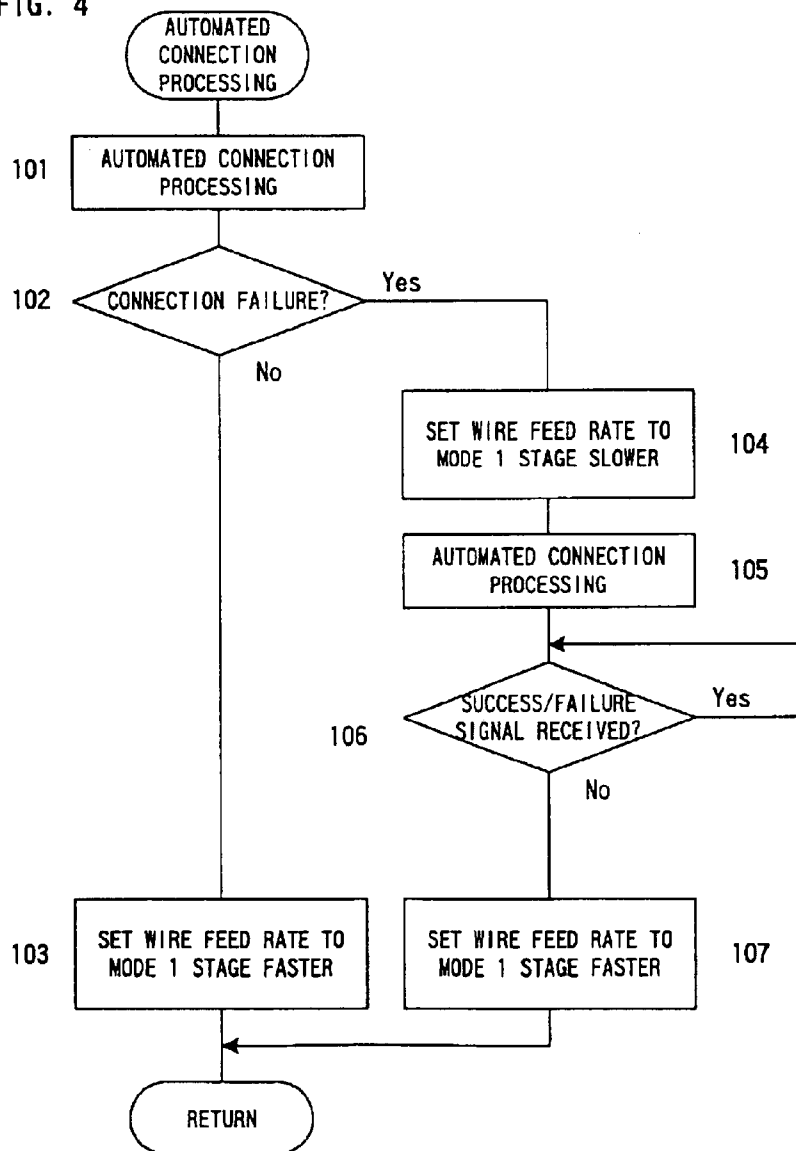 FIG. 4
AUTOMATED
CONNECTION
PROCESSING
101
AUTOMATED CONNECTION
PROCESSING
102
CONNECTION FAILURE?
Yes
No
SET WIRE FEED RATE TO
MODE 1 STAGE SLOWER
104
AUTOMATED CONNECTION
PROCESSING
105
SUCCESS/FAILURE
SIGNAL RECEIVED?
Yes
106
No
103
SET WIRE FEED RATE TO
MODE 1 STAGE FASTER
SET WIRE FEED RATE TO
MODE 1 STAGE FASTER
107
RETURN